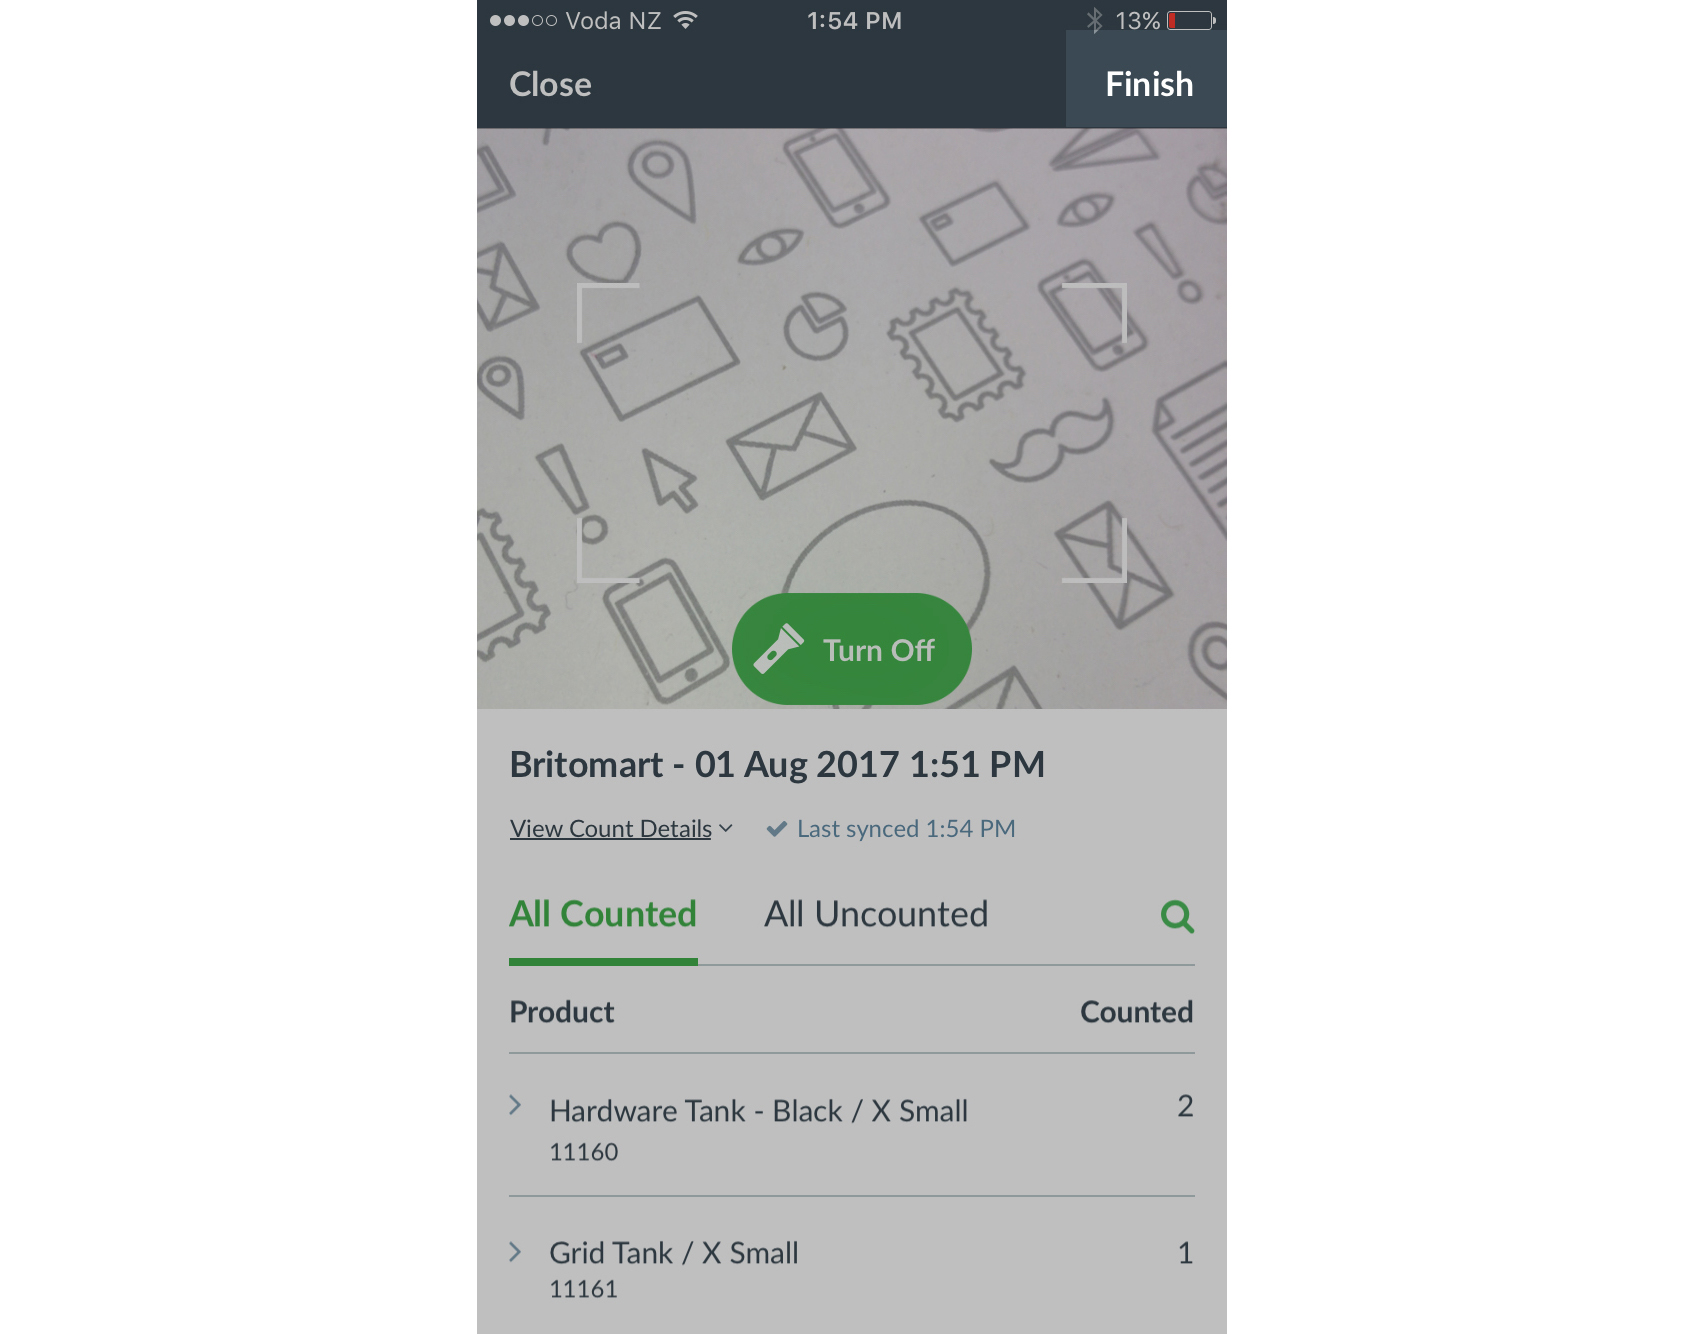 Voda NZ 1:54 PM 13%
Close Finish
Turn Off
Britomart - 01 Aug 2017 1:51 PM
View Count Details Last synced 1:54 PM
All Counted All Uncounted
Product Counted
Hardware Tank - Black / X Small 2
11160
Grid Tank / X Small 1
11161